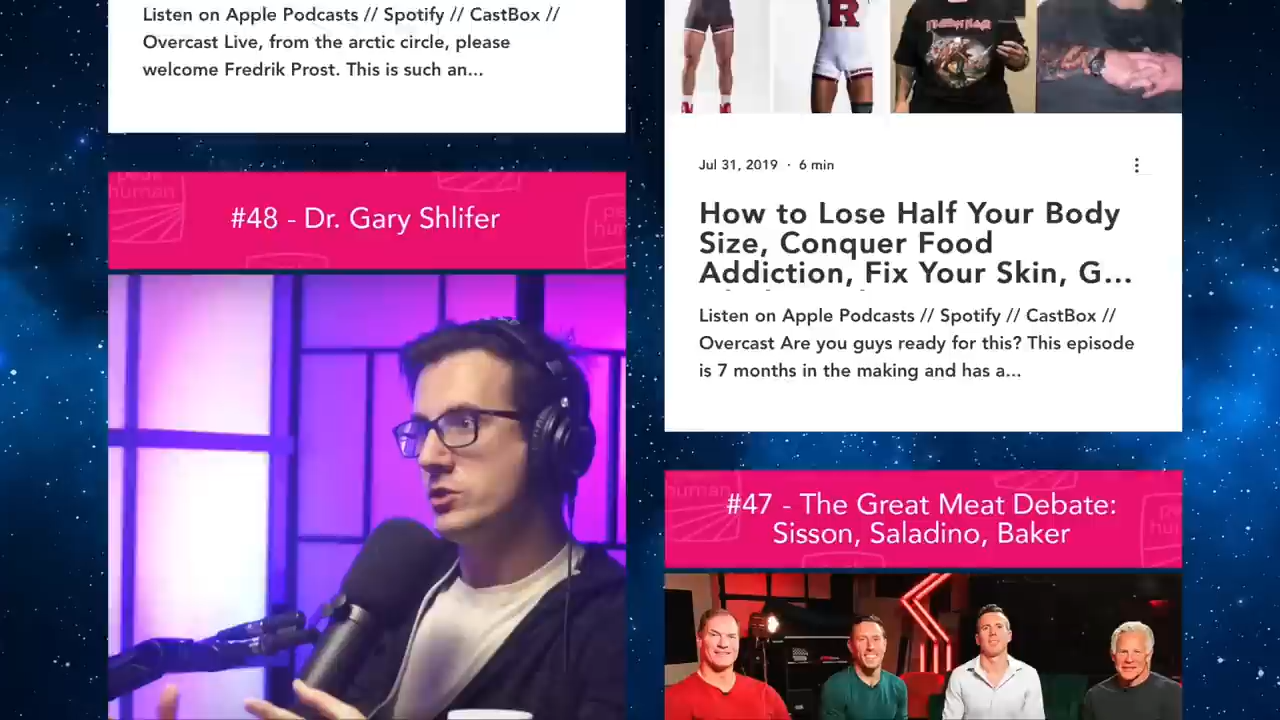 Listen on Apple Podcasts // Spotify // CastBox //
Overcast Live, from the arctic circle, please
welcome Fredrik Prost. This is such an...
#48 - Dr. Gary Shlifer
R
Jul 31, 2019 · 6 min
How to Lose Half Your Body
Size, Conquer Food
Addiction, Fix Your Skin, G...
Listen on Apple Podcasts // Spotify // CastBox //
Overcast Are you guys ready for this? This episode
is 7 months in the making and has a...
#47 - The Great Meat Debate:
Sisson, Saladino, Baker